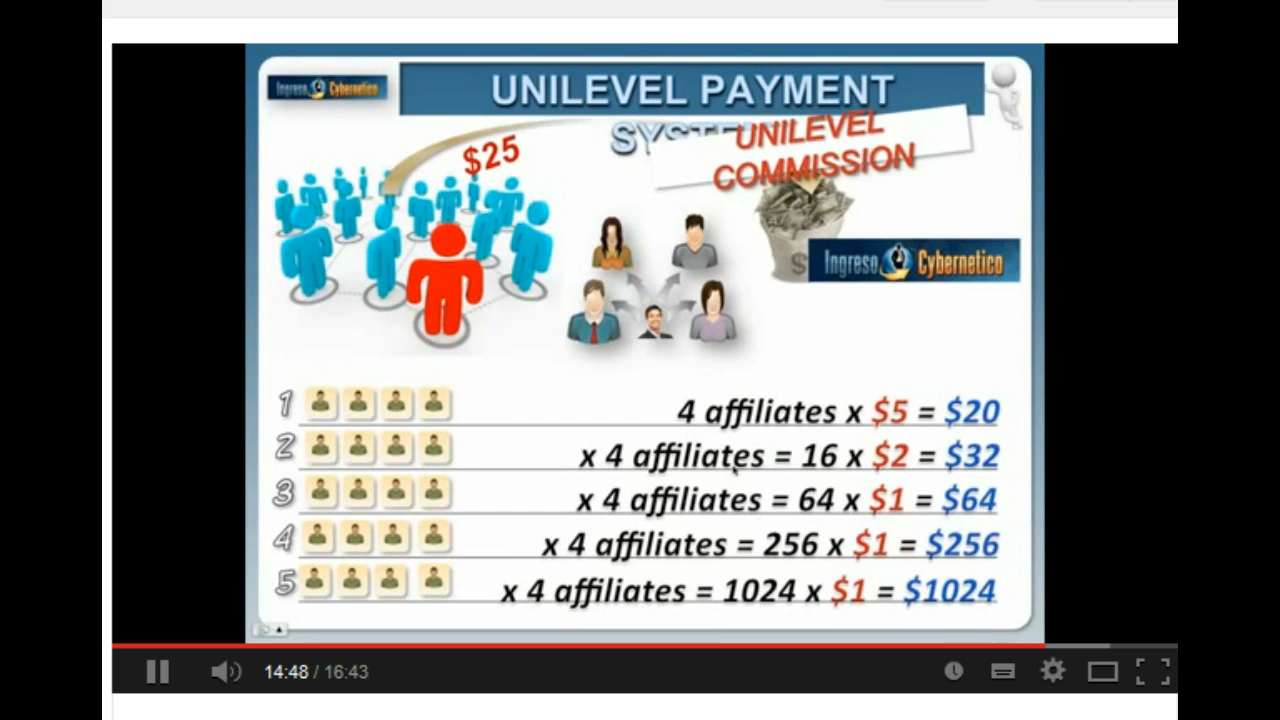 Ingreso Cybernetico
UNILEVEL PAYMENT
SYSTEM
UNILEVEL
COMMISSION
$25
$
Ingreso Cybernetico
1 4 affiliates x $5 = $20
2 x 4 affiliates = 16 x $2 = $32
3 x 4 affiliates = 64 x $1 = $64
4 x 4 affiliates = 256 x $1 = $256
5 x 4 affiliates = 1024 x $1 = $1024
14:48 / 16:43